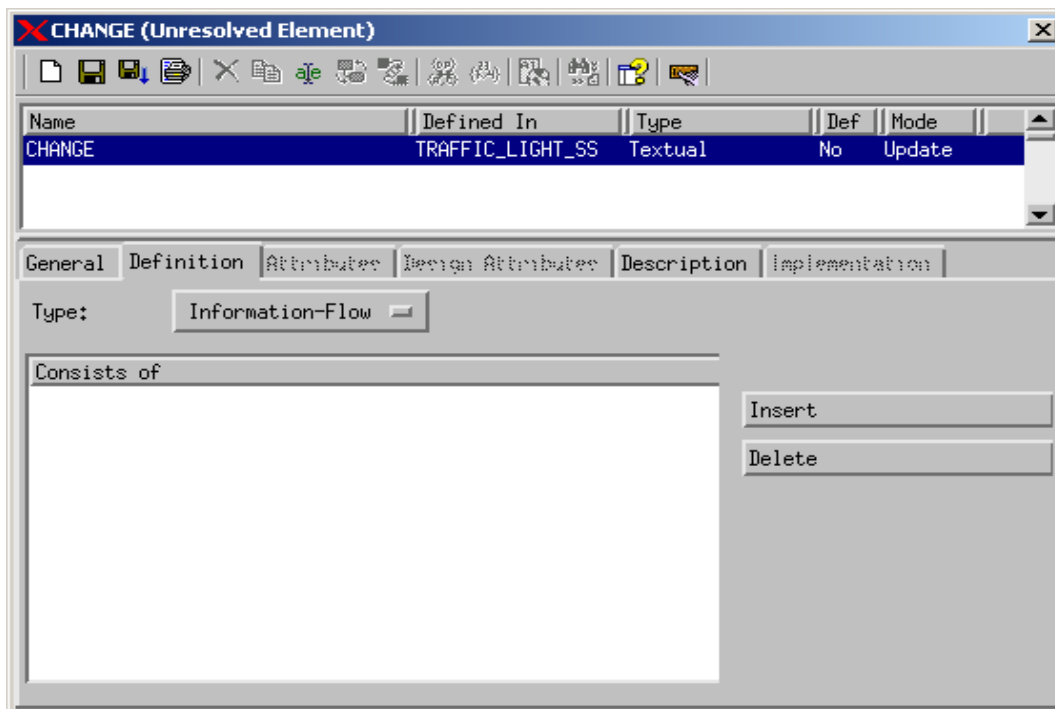 CHANGE (Unresolved Element)
Name Defined In Type Def Mode
CHANGE TRAFFIC_LIGHT_SS Textual No Update
General Definition Attributes Design Attributes Description Implementation
Type: Information-Flow
Consists of
Insert
Delete